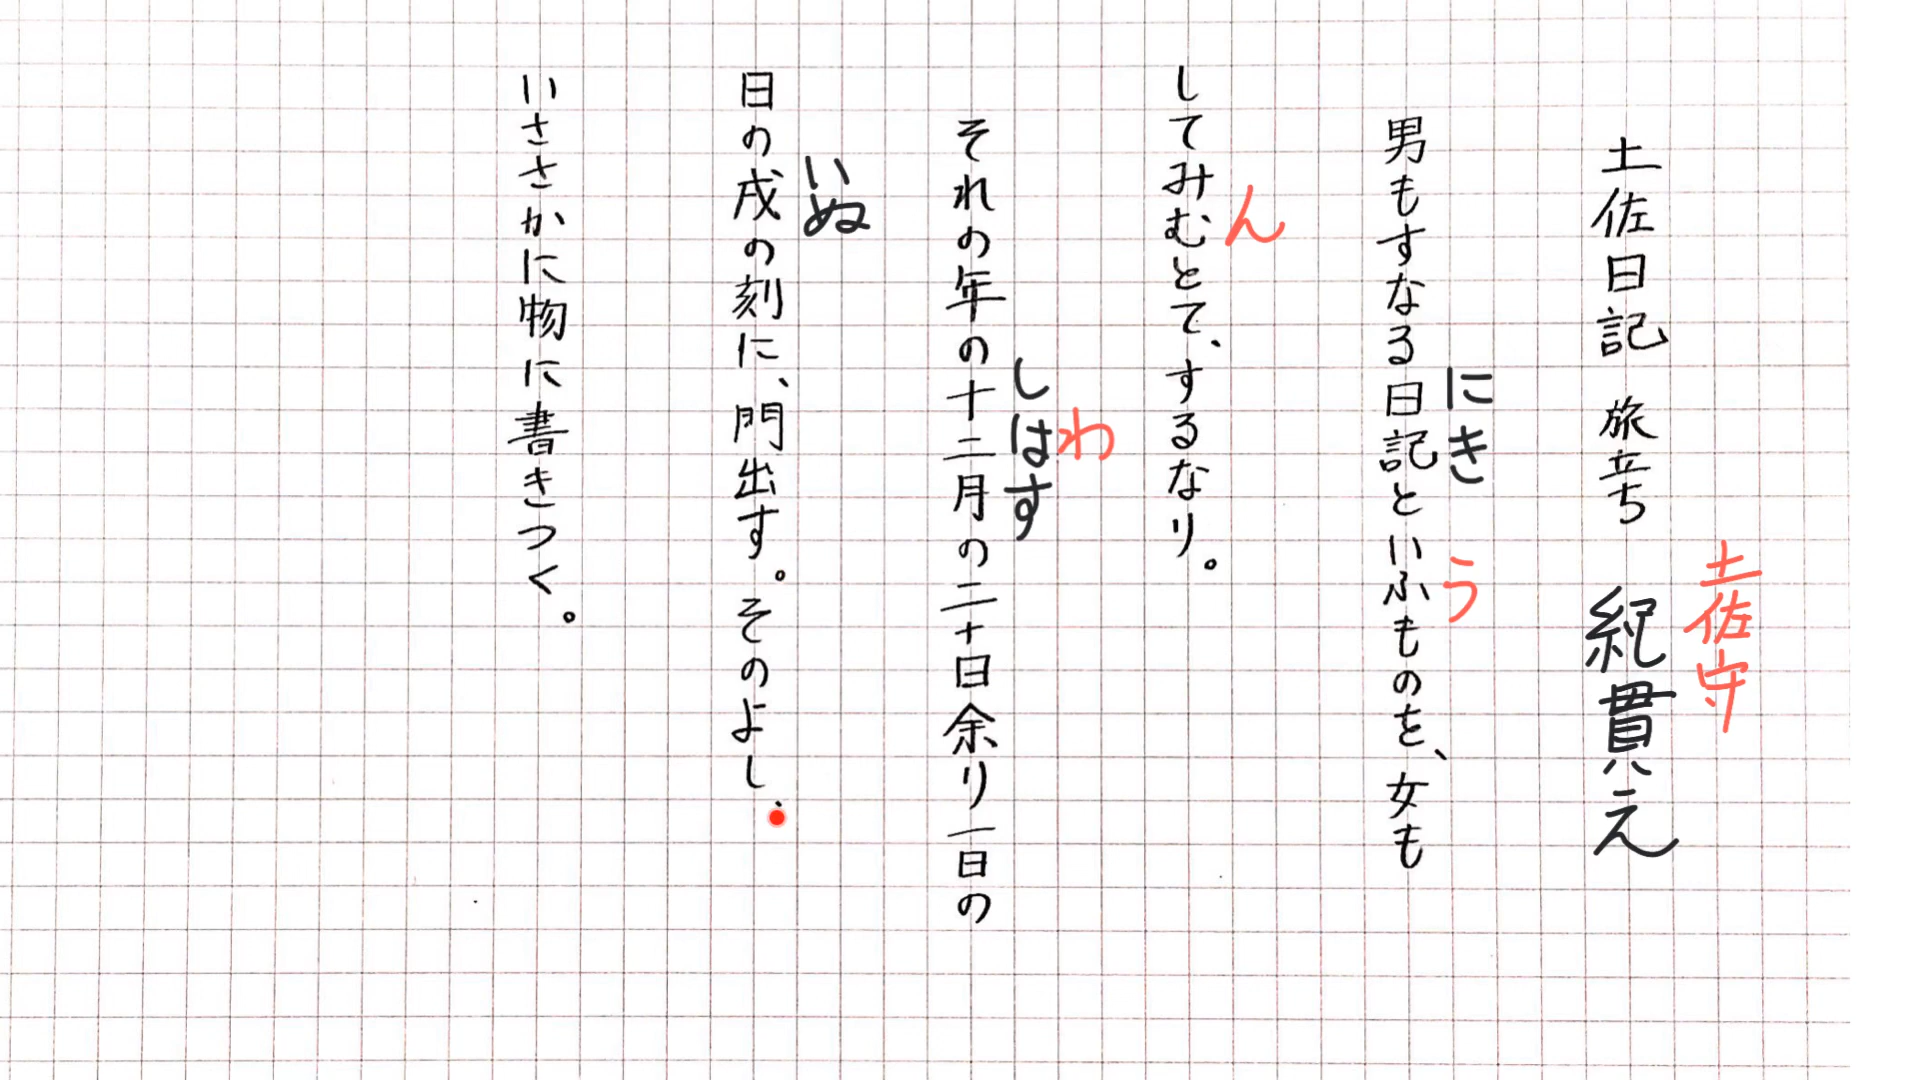 土佐守
土佐日記 旅立ち 紀貫之
にき う
男もすなる日記といふものを、女も
ん
してみむとて、するなり。
わ
しはす
それの年の十二月の二十日余り一日の
いぬ
日の戌の刻に、門出す。そのよし、
いささかに物に書きつく。